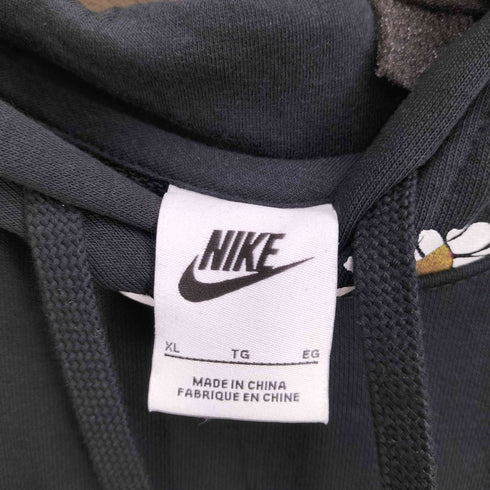 NIKE
XL TG EG
MADE IN CHINA
FABRIQUE EN CHINE